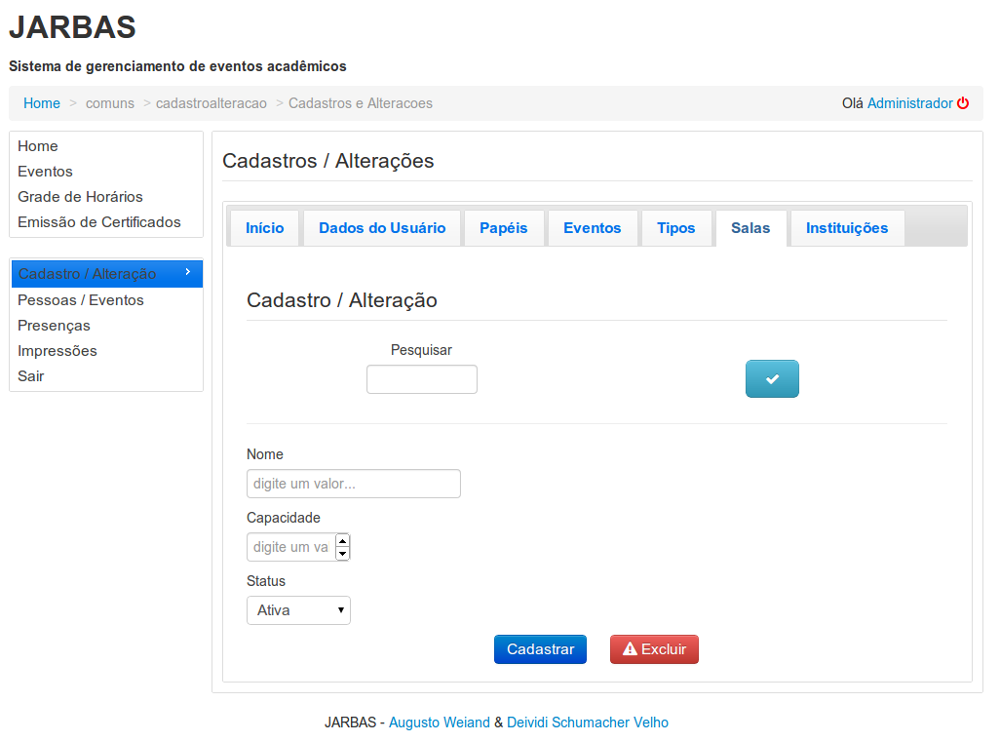 JARBAS
Sistema de gerenciamento de eventos acadêmicos
Home > comuns > cadastroalteracao > Cadastros e Alteracoes
Olá Administrador
Home
Eventos
Grade de Horários
Emissão de Certificados
Cadastro / Alteração
Pessoas / Eventos
Presenças
Impressões
Sair
Cadastros / Alterações
Início Dados do Usuário Papéis Eventos Tipos Salas Instituições
Cadastro / Alteração
Pesquisar
Nome
digite um valor...
Capacidade
digite um va
Status
Ativa
Cadastrar Excluir
JARBAS - Augusto Weiand & Deividi Schumacher Velho